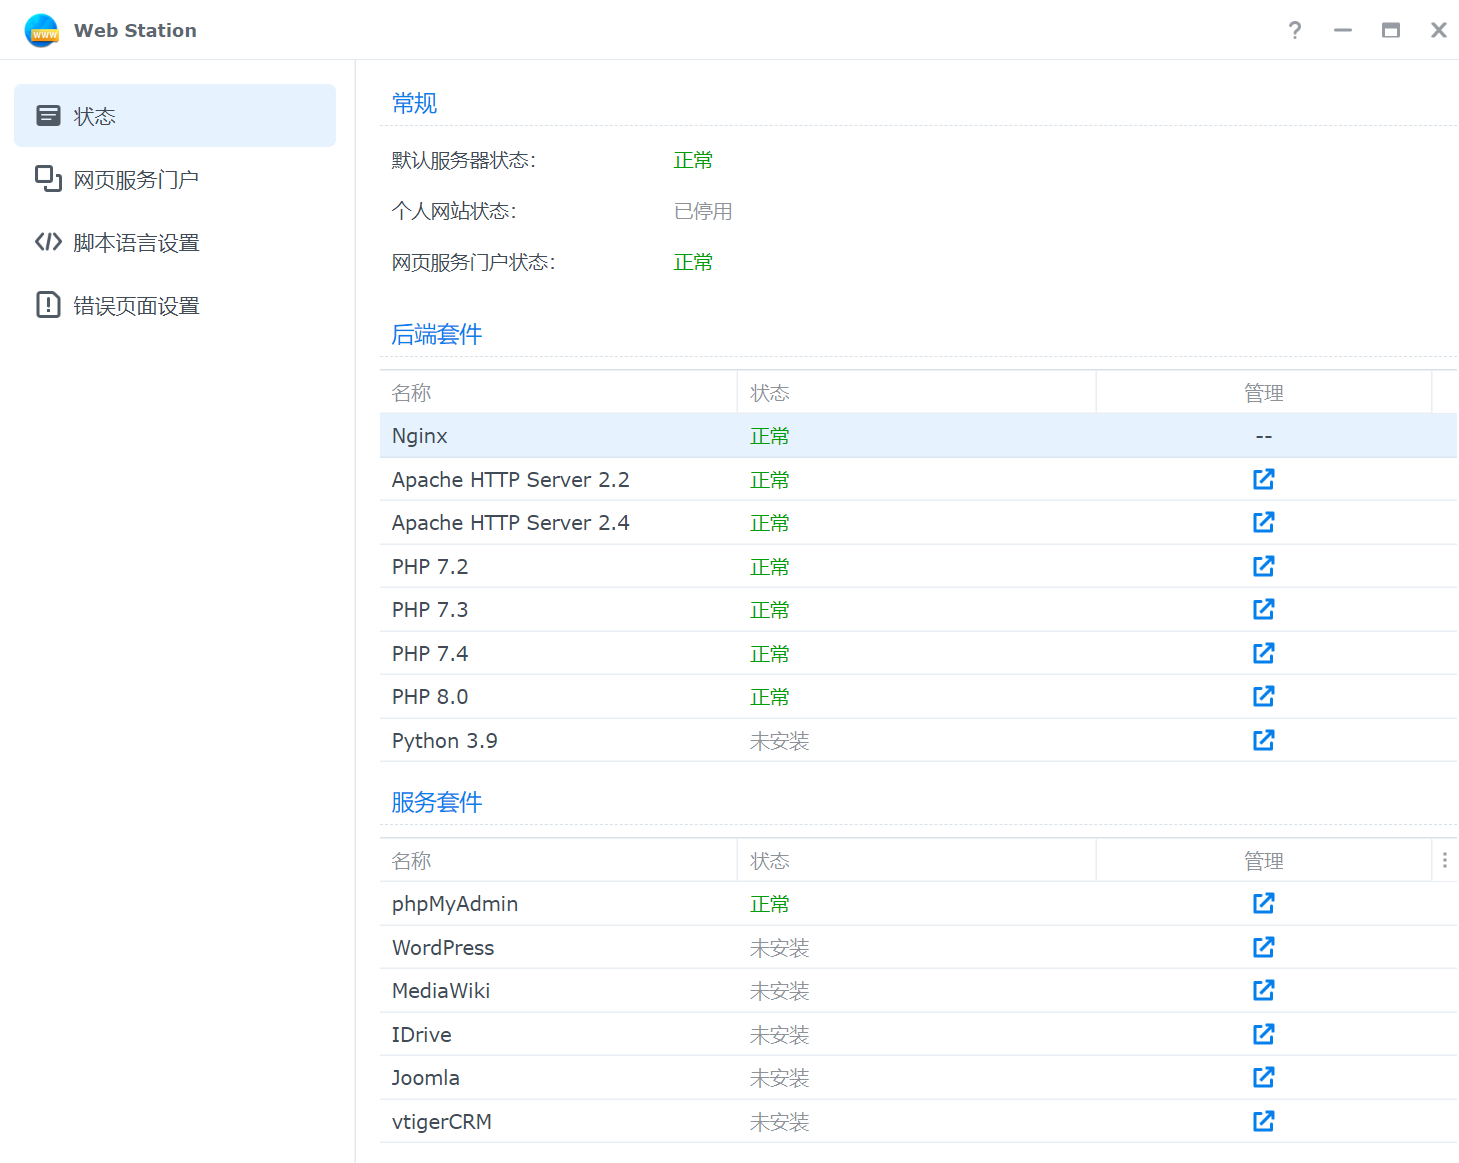 Web Station
状态
网页服务门户
脚本语言设置
错误页面设置
常规
默认服务器状态: 正常
个人网站状态: 已停用
网页服务门户状态: 正常
后端套件
名称 状态 管理
Nginx 正常 --
Apache HTTP Server 2.2 正常
Apache HTTP Server 2.4 正常
PHP 7.2 正常
PHP 7.3 正常
PHP 7.4 正常
PHP 8.0 正常
Python 3.9 未安装
服务套件
名称 状态 管理
phpMyAdmin 正常
WordPress 未安装
MediaWiki 未安装
IDrive 未安装
Joomla 未安装
vtigerCRM 未安装